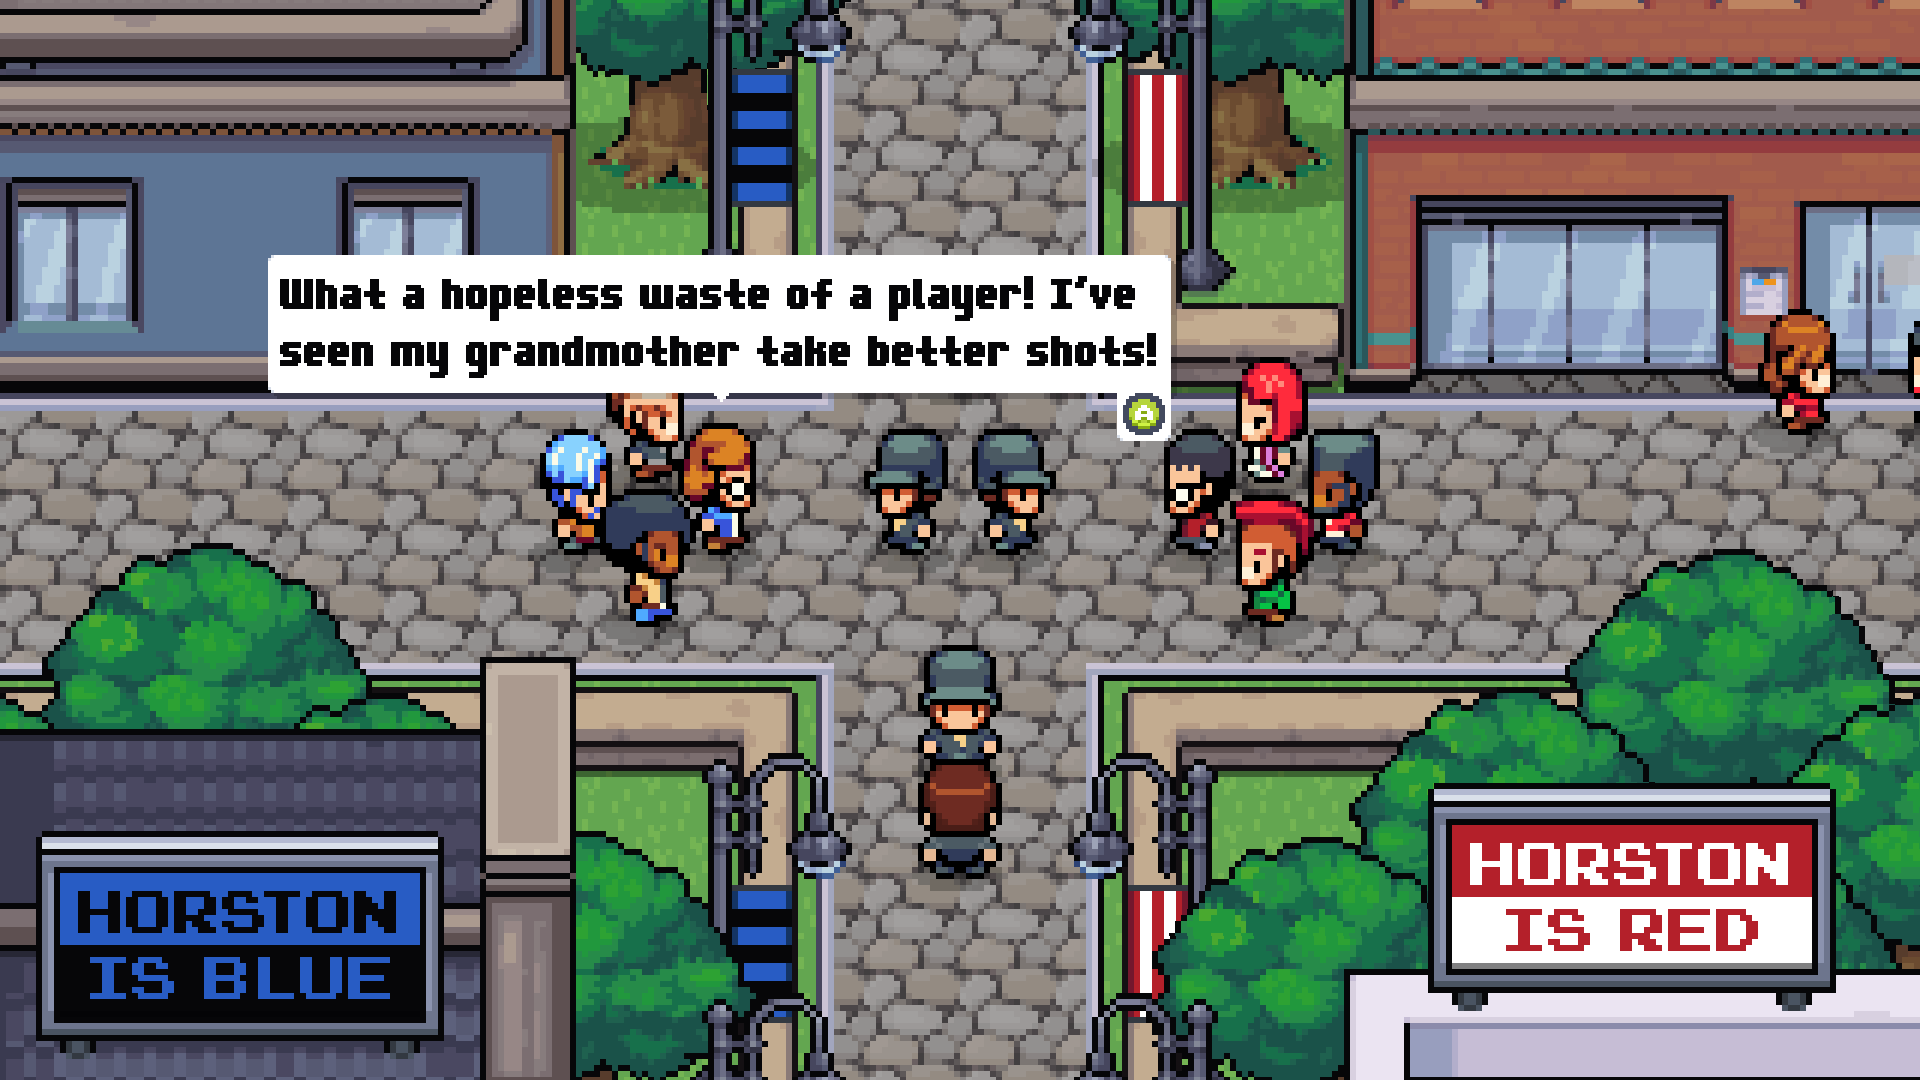 What a hopeless waste of a player! I've
seen my grandmother take better shots!
A
HORSTON
IS BLUE
HORSTON
IS RED